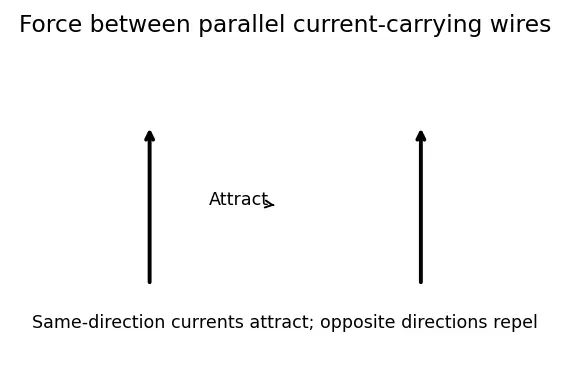 Force between parallel current-carrying wires
Attract
Same-direction currents attract; opposite directions repel